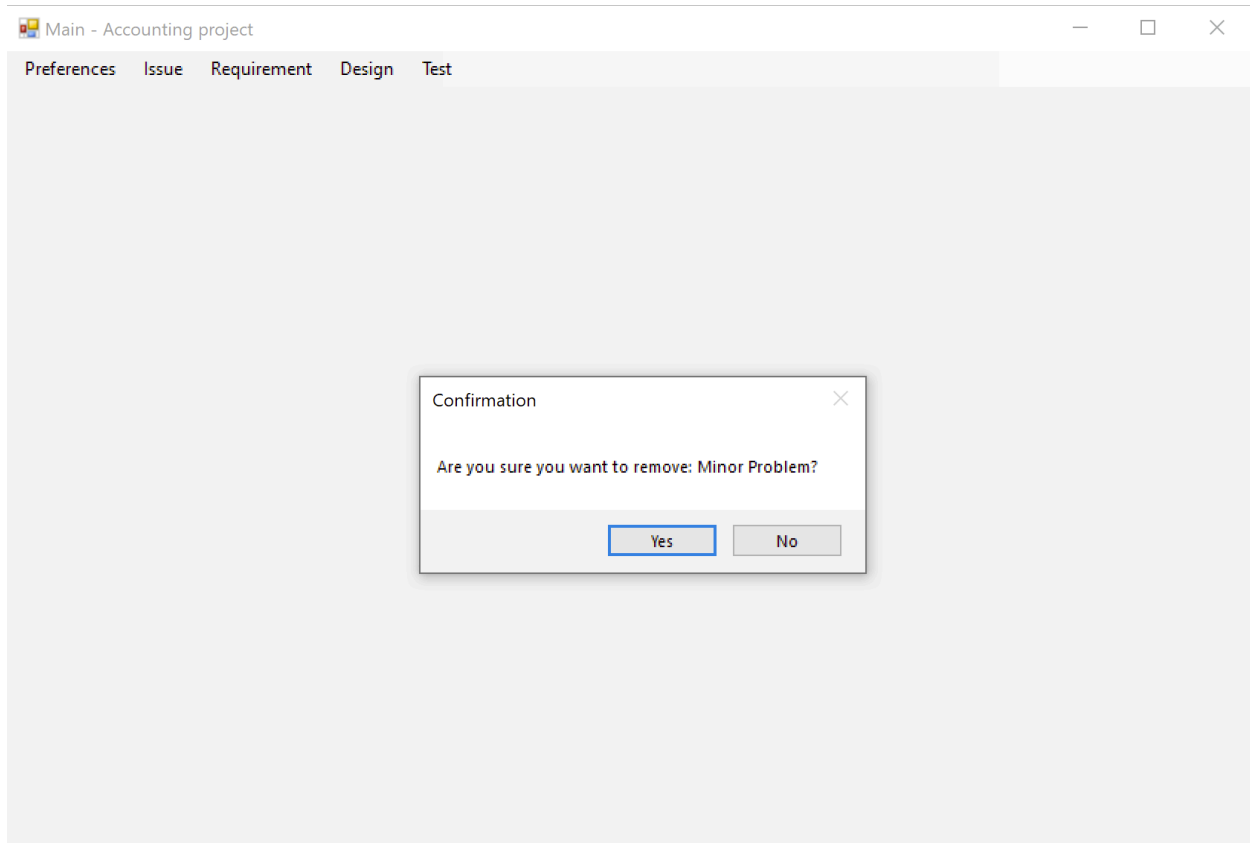 Main - Accounting project
Preferences Issue Requirement Design Test
Confirmation
Are you sure you want to remove: Minor Problem?
Yes No